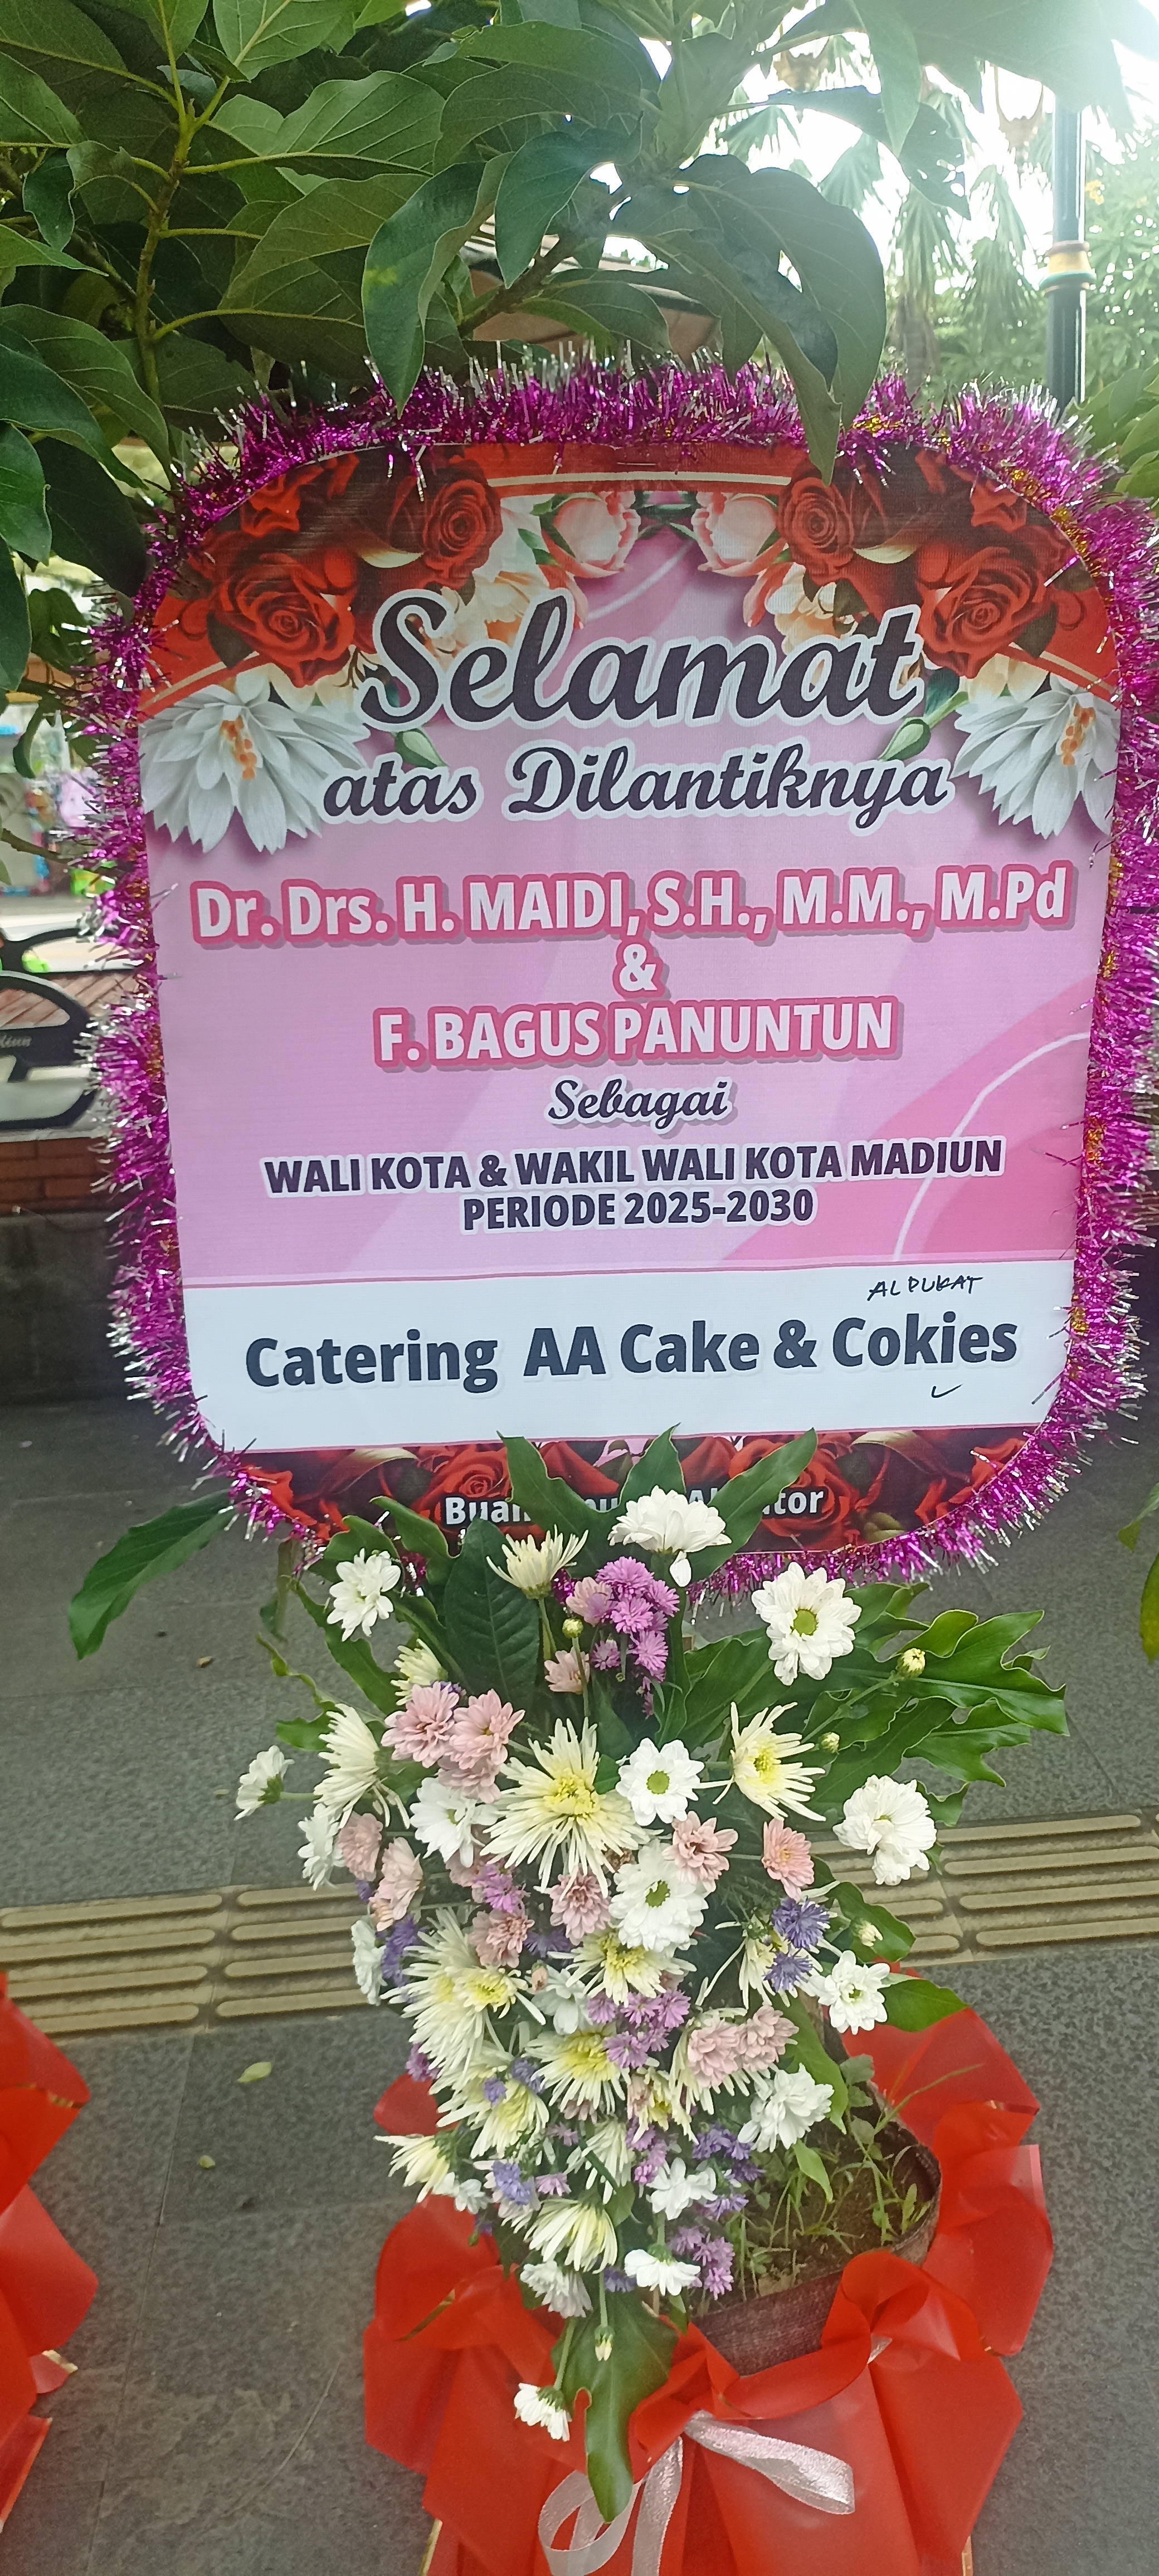 Selamat
atas Dilantiknya
Dr. Drs. H. MAIDI, S.H., M.M., M.Pd
&
F. BAGUS PANUNTUN
Sebagai
WALI KOTA & WAKIL WALI KOTA MADIUN
PERIODE 2025-2030
ALPUKAT
Catering AA Cake & Cokies